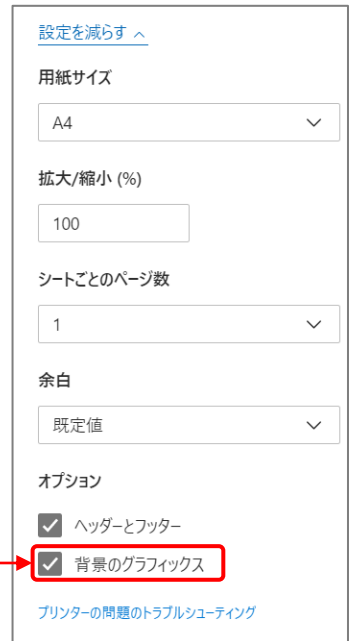 設定を減らす
用紙サイズ
A4
拡大/縮小 (%)
100
シートごとのページ数
1
余白
既定値
オプション
ヘッダーとフッター
背景のグラフィックス
プリンターの問題のトラブルシューティング